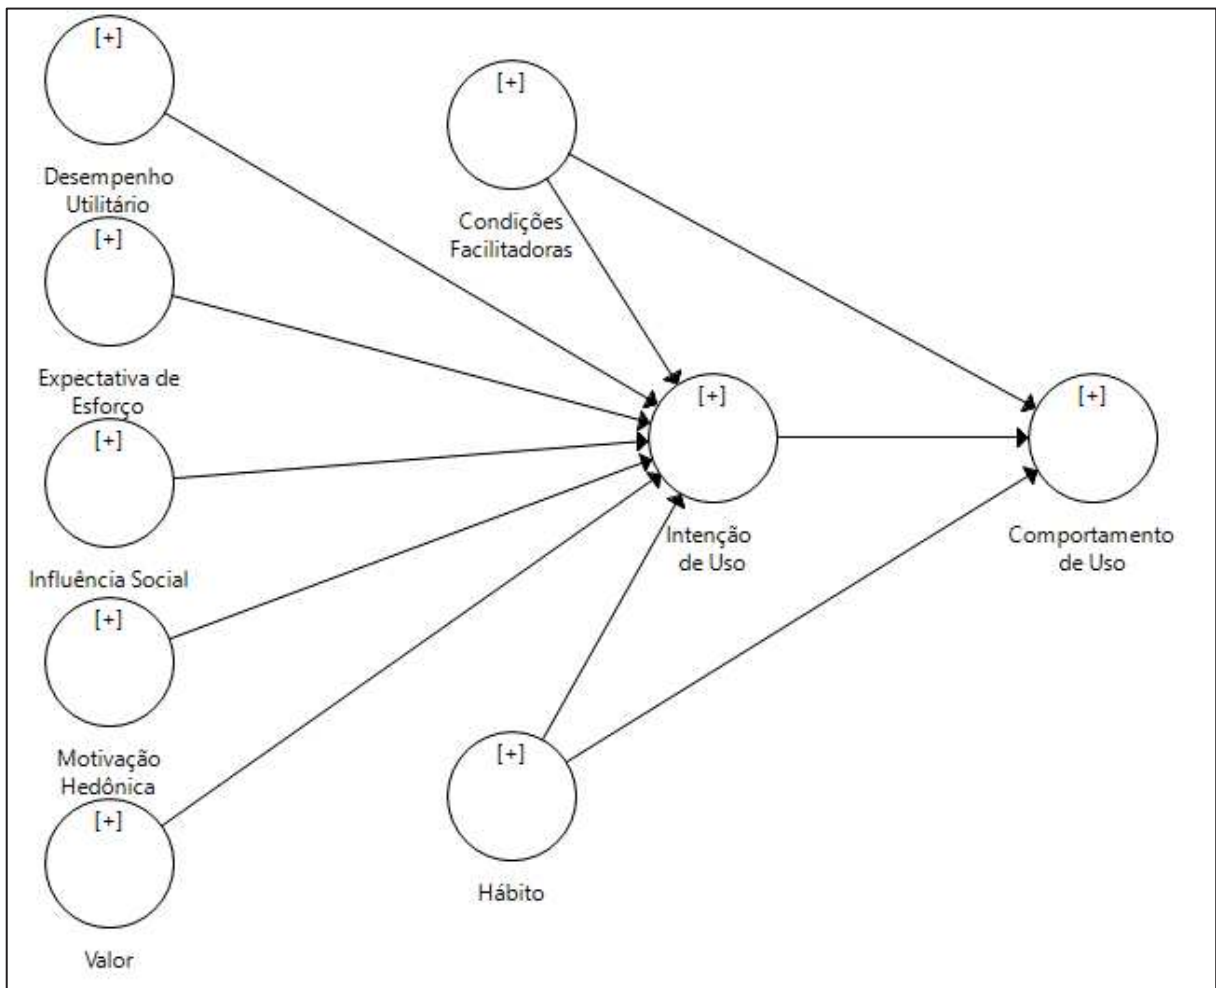 [+]
Desempenho
Utilitário
[+]
Expectativa de
Esforço
[+]
Influência Social
[+]
Motivação
Hedônica
[+]
Valor
[+]
Condições
Facilitadoras
[+]
Intenção
de Uso
[+]
Hábito
[+]
Comportamento
de Uso